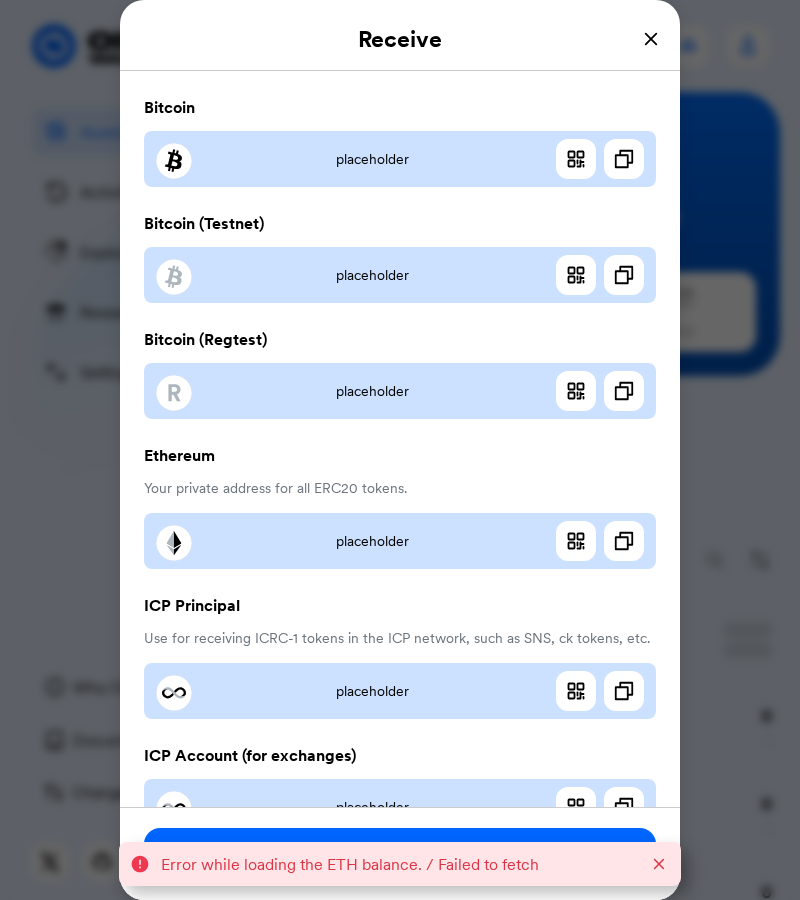 Receive
Bitcoin
placeholder
Bitcoin (Testnet)
placeholder
Bitcoin (Regtest)
placeholder
Ethereum
Your private address for all ERC20 tokens.
placeholder
ICP Principal
Use for receiving ICRC-1 tokens in the ICP network, such as SNS, ck tokens, etc.
placeholder
ICP Account (for exchanges)
placeholder
Error while loading the ETH balance. / Failed to fetch